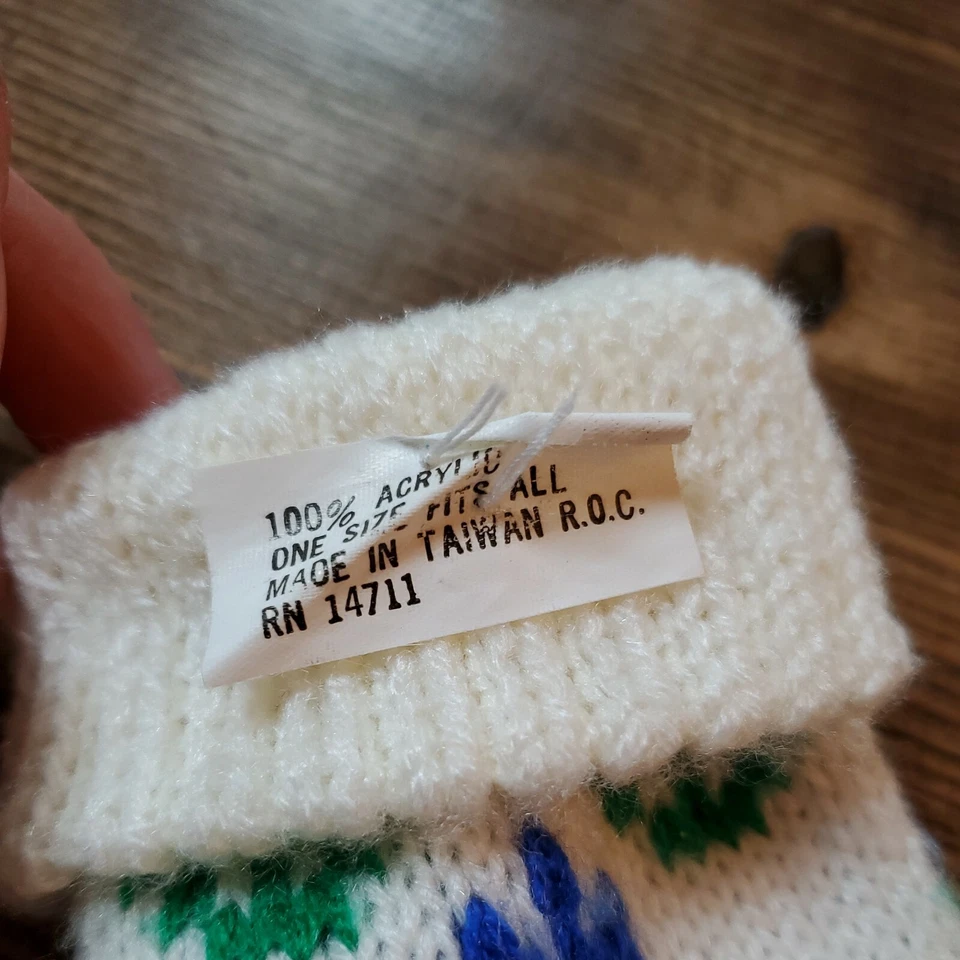 100% ACRYLIC
ONE SIZE FITS ALL
MADE IN TAIWAN R.O.C.
RN 14711